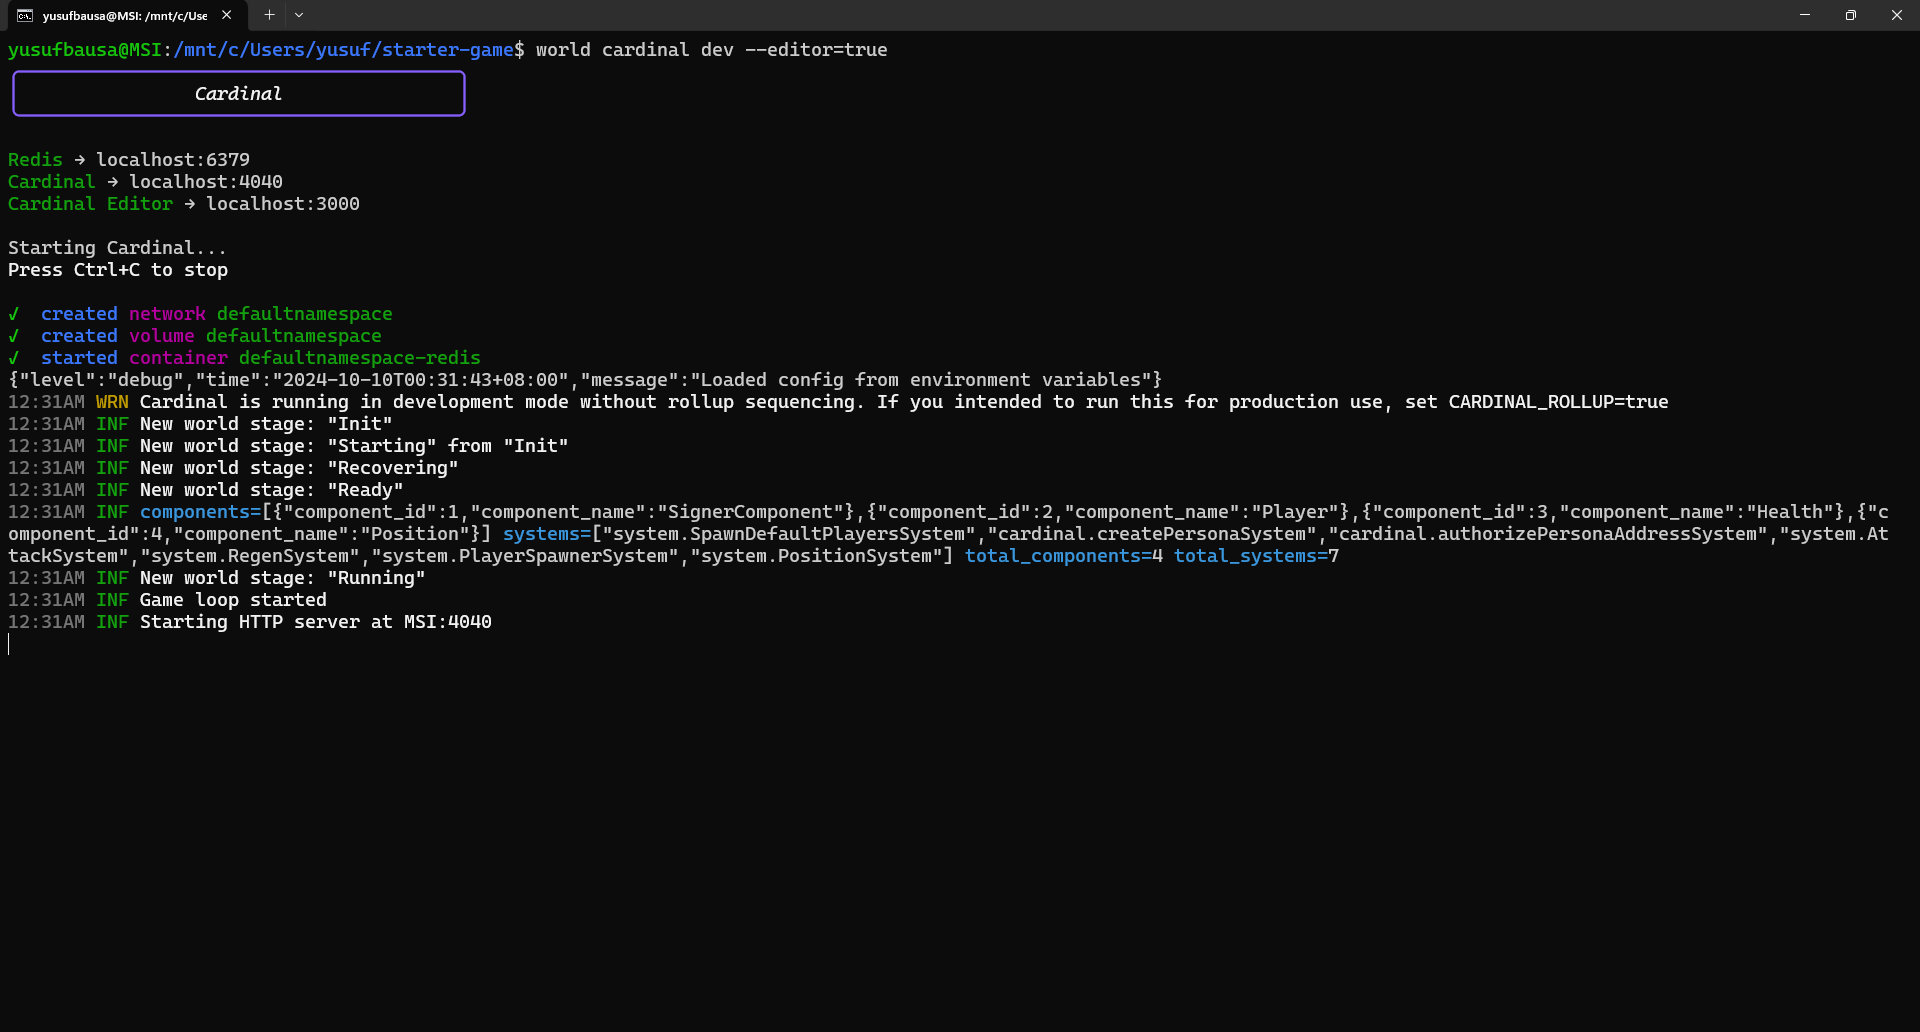 yusufbausa@MSI: /mnt/c/Use
yusufbausa@MSI:/mnt/c/Users/yusuf/starter-game$ world cardinal dev --editor=true
Cardinal
Redis → localhost:6379
Cardinal → localhost:4040
Cardinal Editor → localhost:3000
Starting Cardinal...
Press Ctrl+C to stop
✓ created network defaultnamespace
✓ created volume defaultnamespace
✓ started container defaultnamespace-redis
{"level":"debug","time":"2024-10-10T00:31:43+08:00","message":"Loaded config from environment variables"}
12:31AM WRN Cardinal is running in development mode without rollup sequencing. If you intended to run this for production use, set CARDINAL_ROLLUP=true
12:31AM INF New world stage: "Init"
12:31AM INF New world stage: "Starting" from "Init"
12:31AM INF New world stage: "Recovering"
12:31AM INF New world stage: "Ready"
12:31AM INF components=[{"component_id":1,"component_name":"SignerComponent"},{"component_id":2,"component_name":"Player"},{"component_id":3,"component_name":"Health"},{"c
omponent_id":4,"component_name":"Position"}] systems=["system.SpawnDefaultPlayersSystem","cardinal.createPersonaSystem","cardinal.authorizePersonaAddressSystem","system.At
tackSystem","system.RegenSystem","system.PlayerSpawnerSystem","system.PositionSystem"] total_components=4 total_systems=7
12:31AM INF New world stage: "Running"
12:31AM INF Game loop started
12:31AM INF Starting HTTP server at MSI:4040